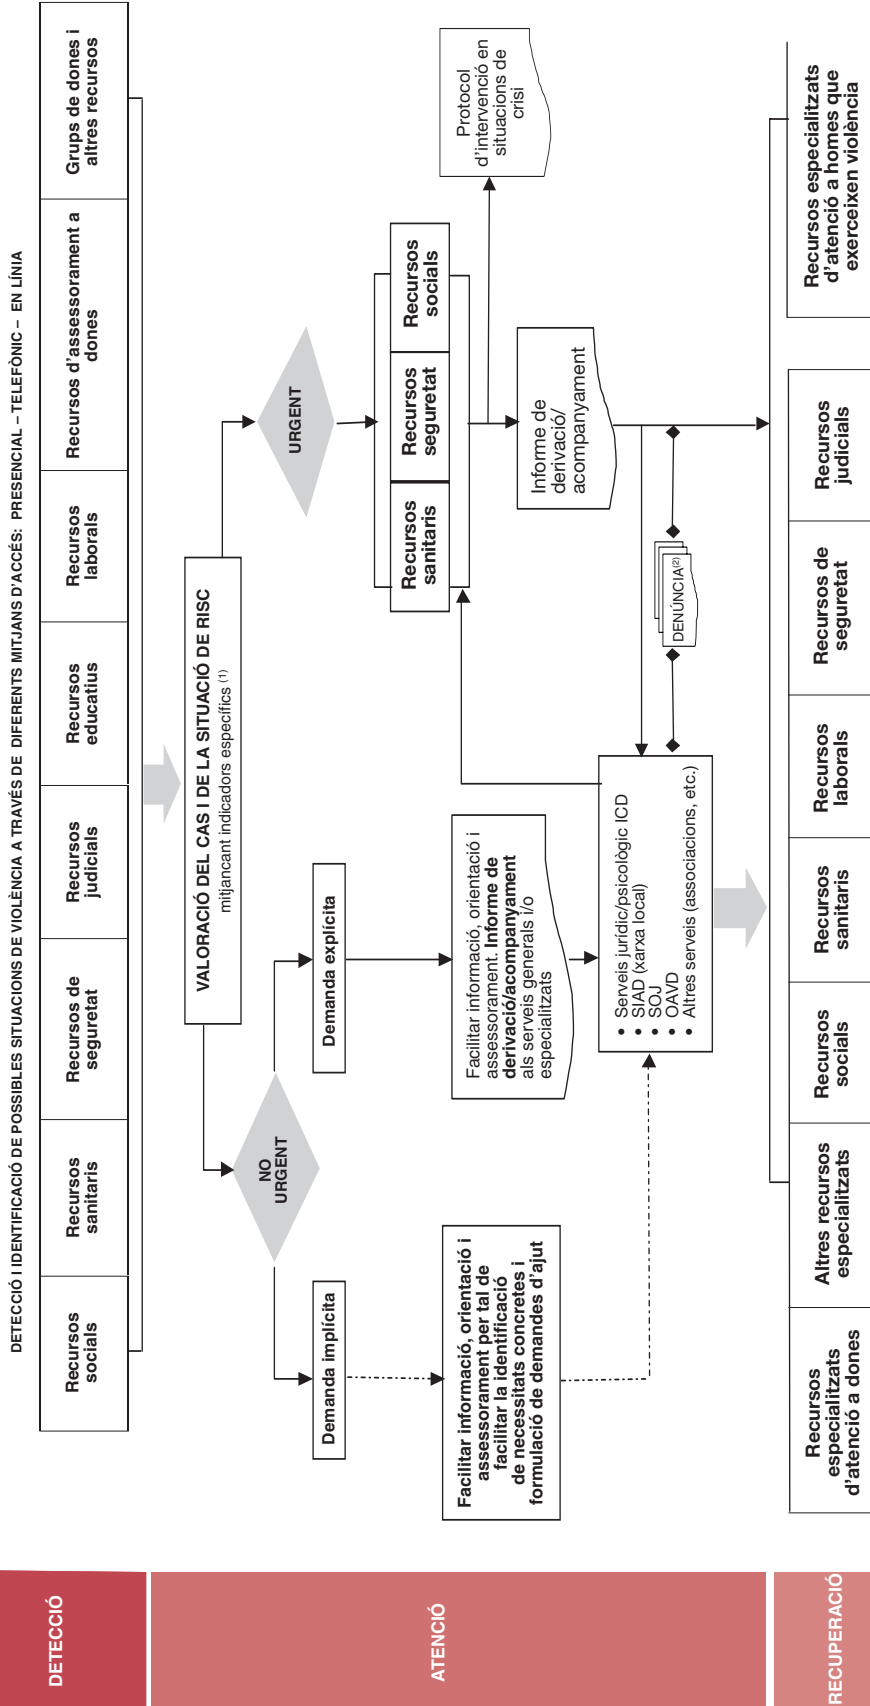 DETECCIÓ I IDENTIFICACIÓ DE POSSIBLES SITUACIONS DE VIOLÈNCIA A TRAVÉS DE DIFERENTS MITJANS D'ACCÉS: PRESENCIAL – TELEFÒNIC – EN LÍNIA
DETECCIÓ
Recursos
socials
Recursos
sanitaris
Recursos de
seguretat
Recursos
judicials
Recursos
educatius
Recursos
laborals
Recursos d'assessorament a
dones
Grups de dones i
altres recursos
ATENCIÓ
VALORACIÓ DEL CAS I DE LA SITUACIÓ DE RISC
mitjancant indicadors específics (1)
NO
URGENT
URGENT
Demanda implícita
Demanda explícita
Recursos
sanitaris
Recursos
seguretat
Recursos
socials
Protocol
d'intervenció en
situacions de
crisi
Facilitar informació, orientació i
assessorament per tal de
facilitar la identificació
de necessitats concretes i
formulació de demandes d'ajut
Facilitar informació, orientació i
assessorament. Informe de
derivació/acompanyament
als serveis generals i/o
especialitzats
Informe de
derivació/
acompanyament
• Serveis jurídic/psicològic ICD
• SIAD (xarxa local)
• SOJ
• OAVD
• Altres serveis (associacions, etc.)
DENÚNCIA(2)
RECUPERACIÓ
Recursos
especialitzats
d'atenció a dones
Altres recursos
especialitzats
Recursos
socials
Recursos
sanitaris
Recursos
laborals
Recursos de
seguretat
Recursos
judicials
Recursos especialitzats
d'atenció a homes que
exerceixen violència